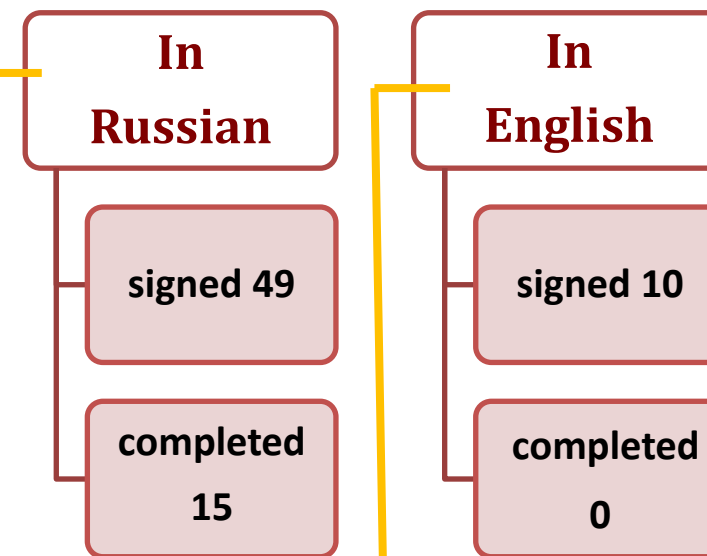 In
Russian
signed 49
completed
15
In
English
signed 10
completed
0